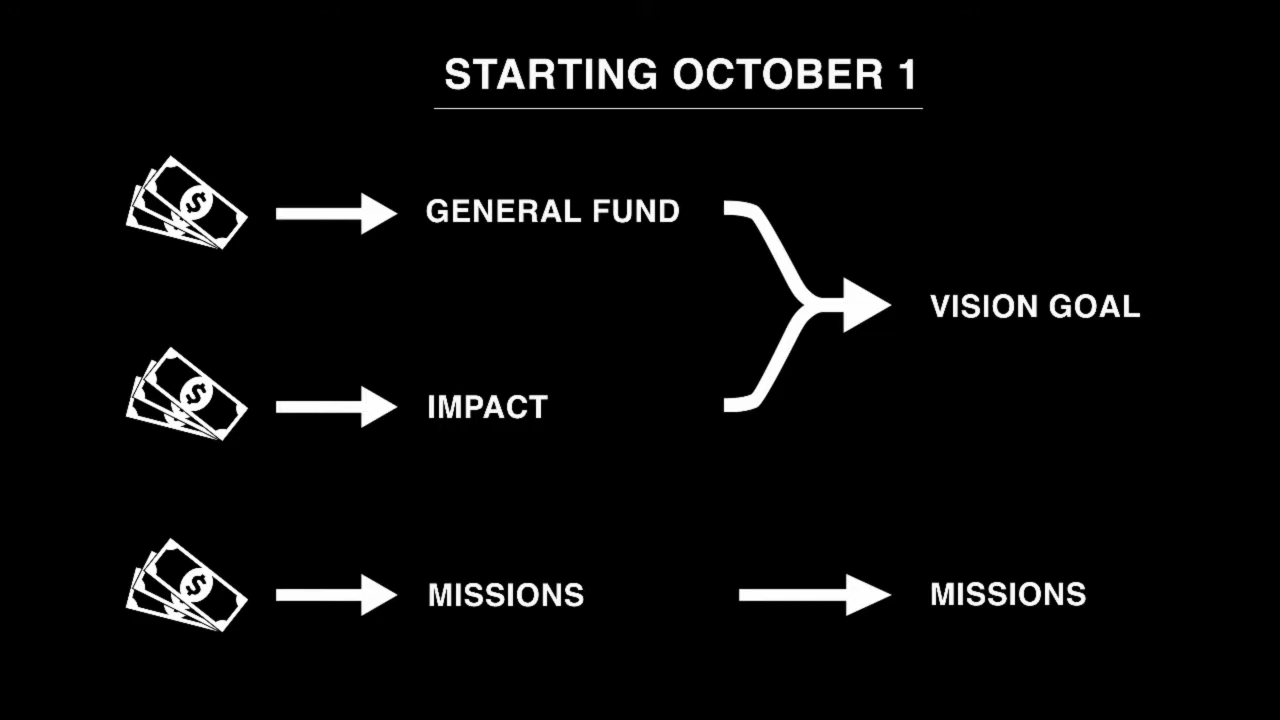 STARTING OCTOBER 1
$ GENERAL FUND
VISION GOAL
$ IMPACT
$ MISSIONS MISSIONS